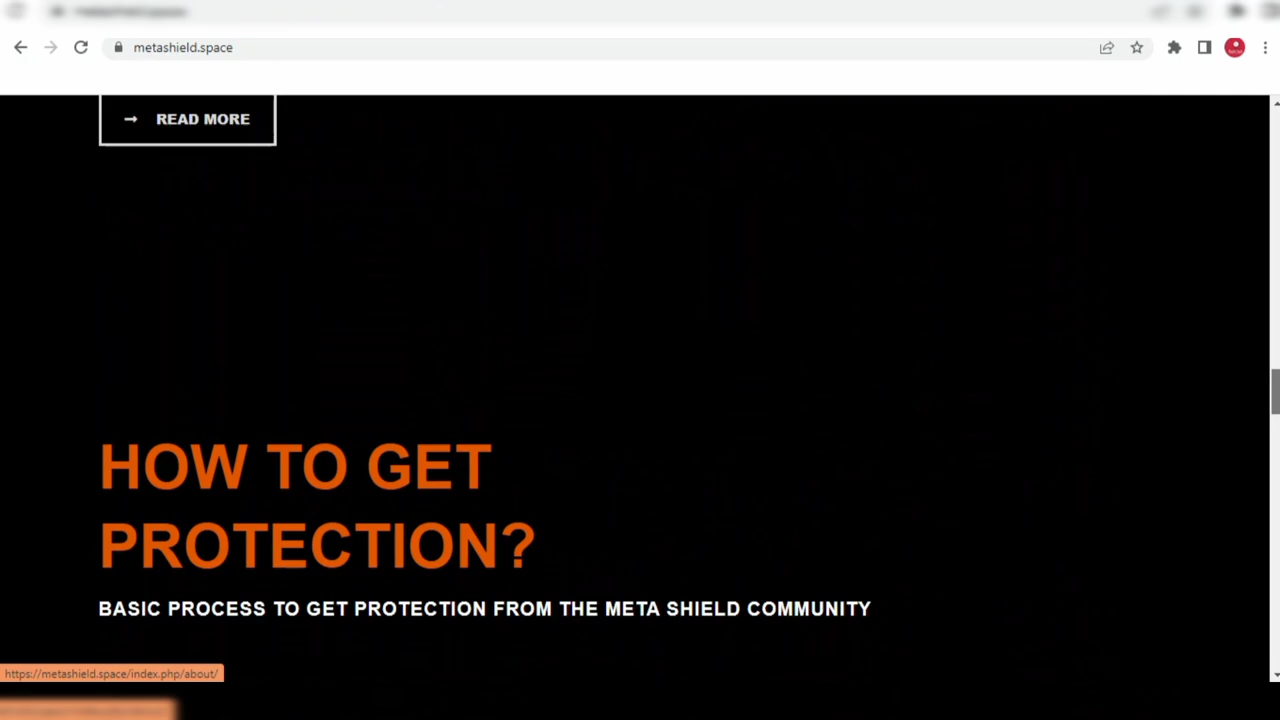 metashield.space
READ MORE
HOW TO GET
PROTECTION?
BASIC PROCESS TO GET PROTECTION FROM THE META SHIELD COMMUNITY
https://metashield.space/index.php/about/